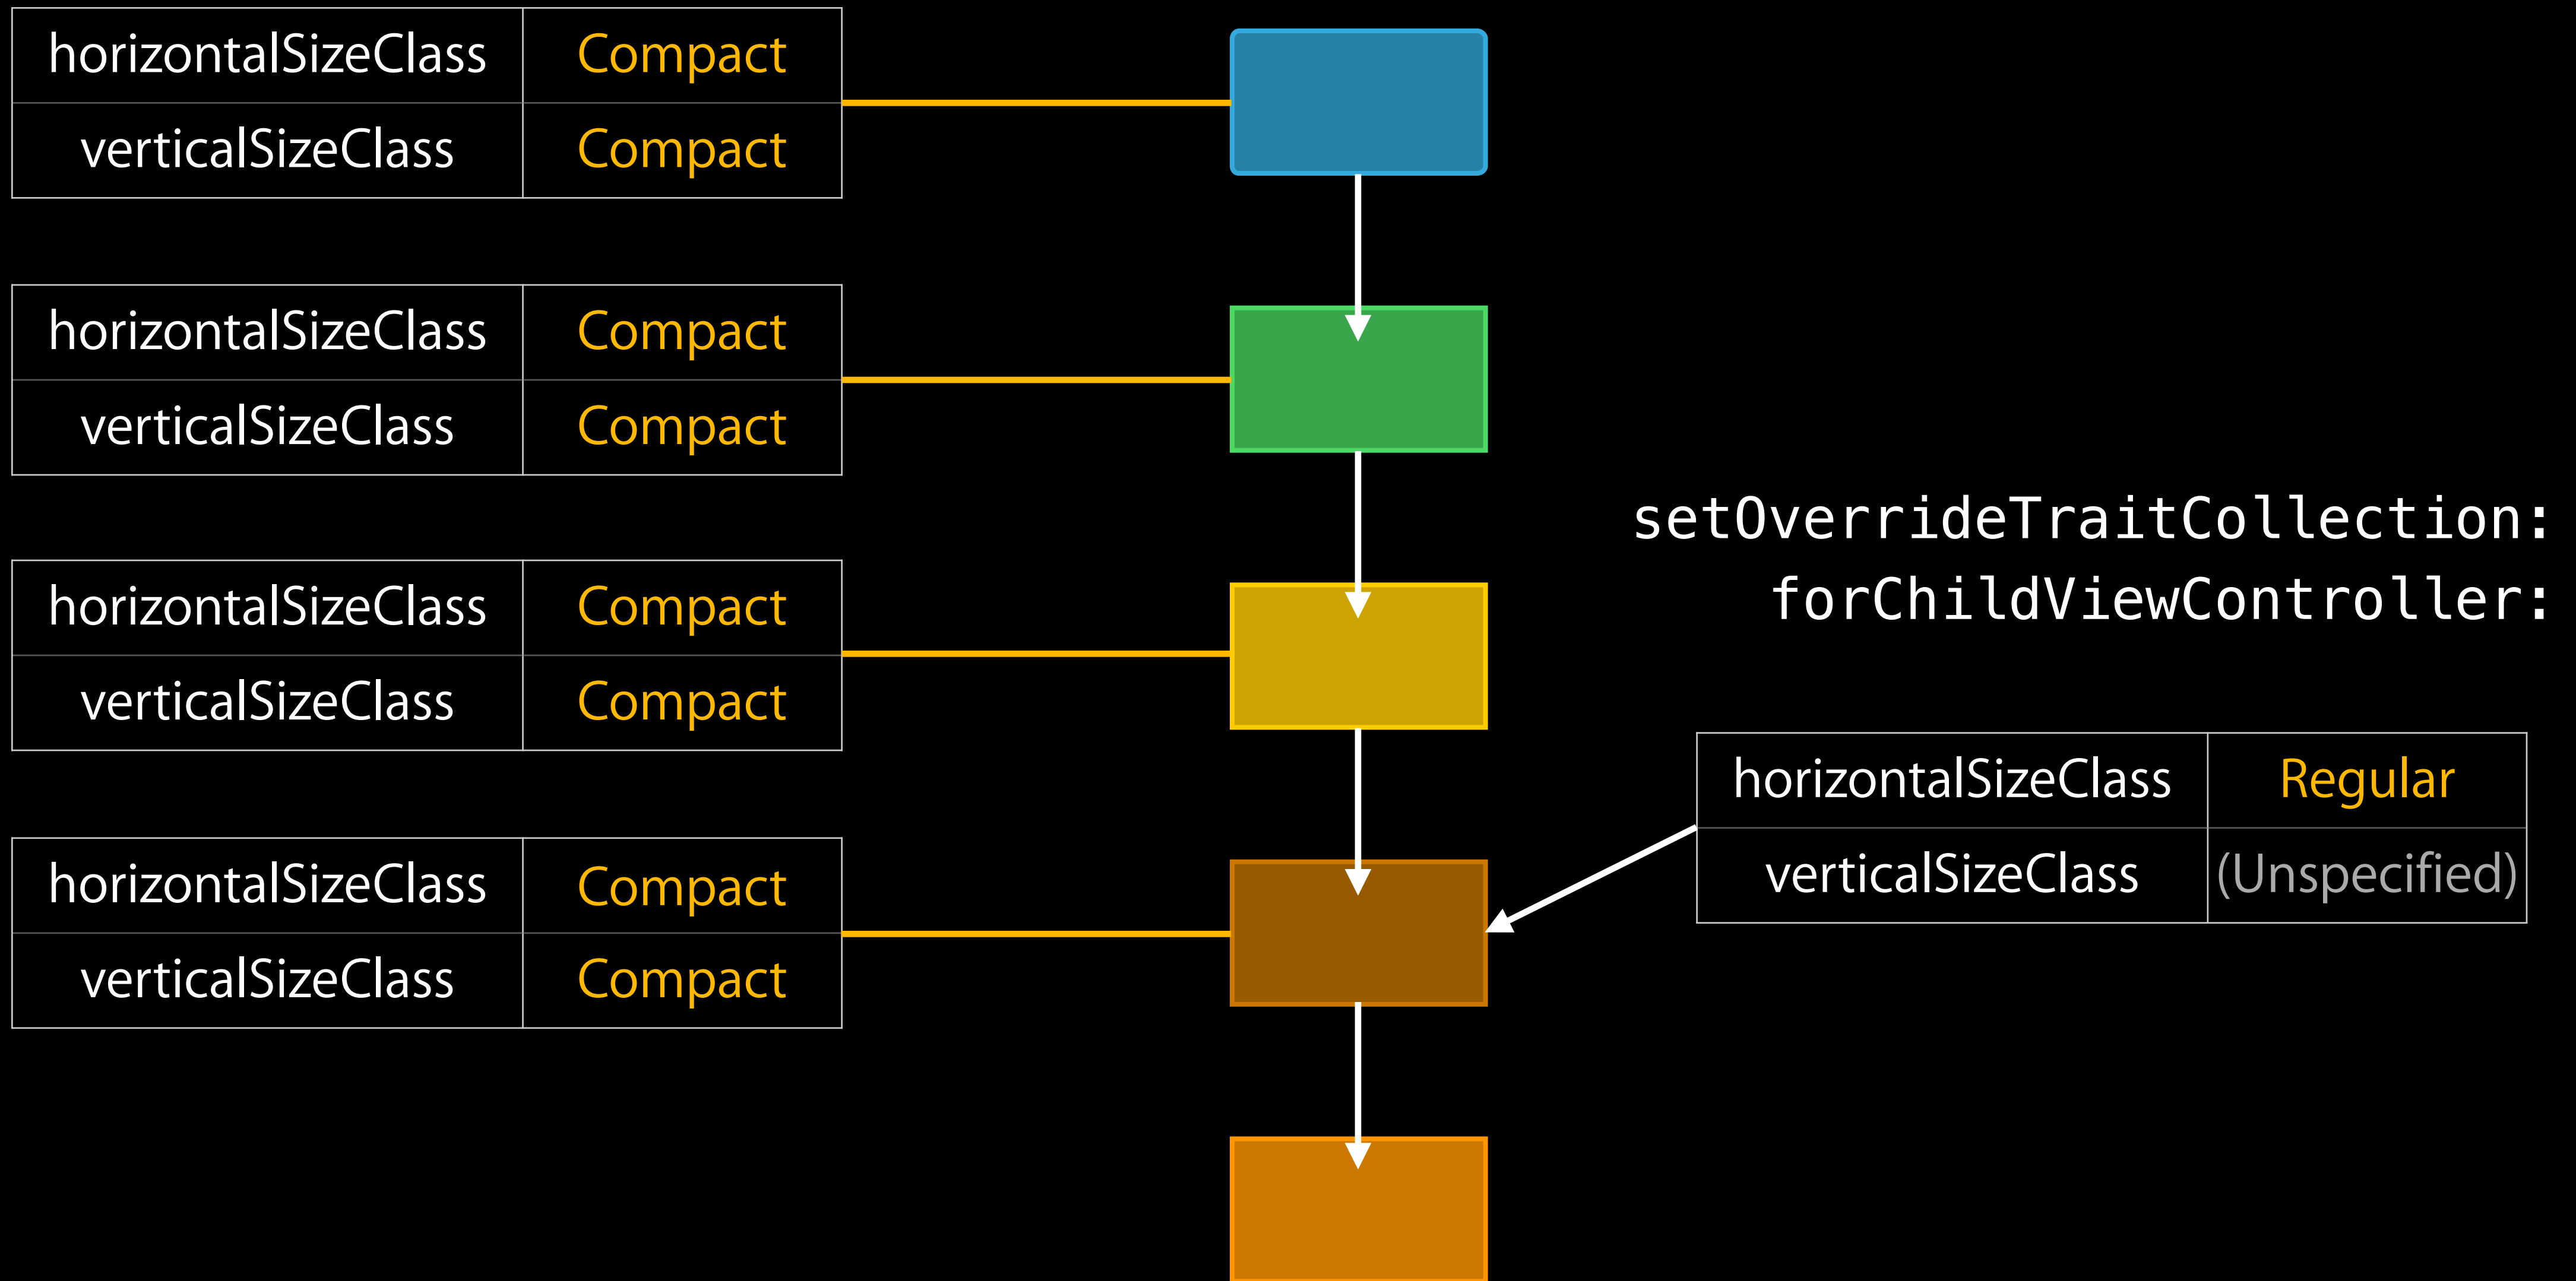 horizontalSizeClass Compact
verticalSizeClass Compact
horizontalSizeClass Compact
verticalSizeClass Compact
setOverrideTraitCollection:
forChildViewController:
horizontalSizeClass Compact
verticalSizeClass Compact
horizontalSizeClass Regular
verticalSizeClass (Unspecified)
horizontalSizeClass Compact
verticalSizeClass Compact